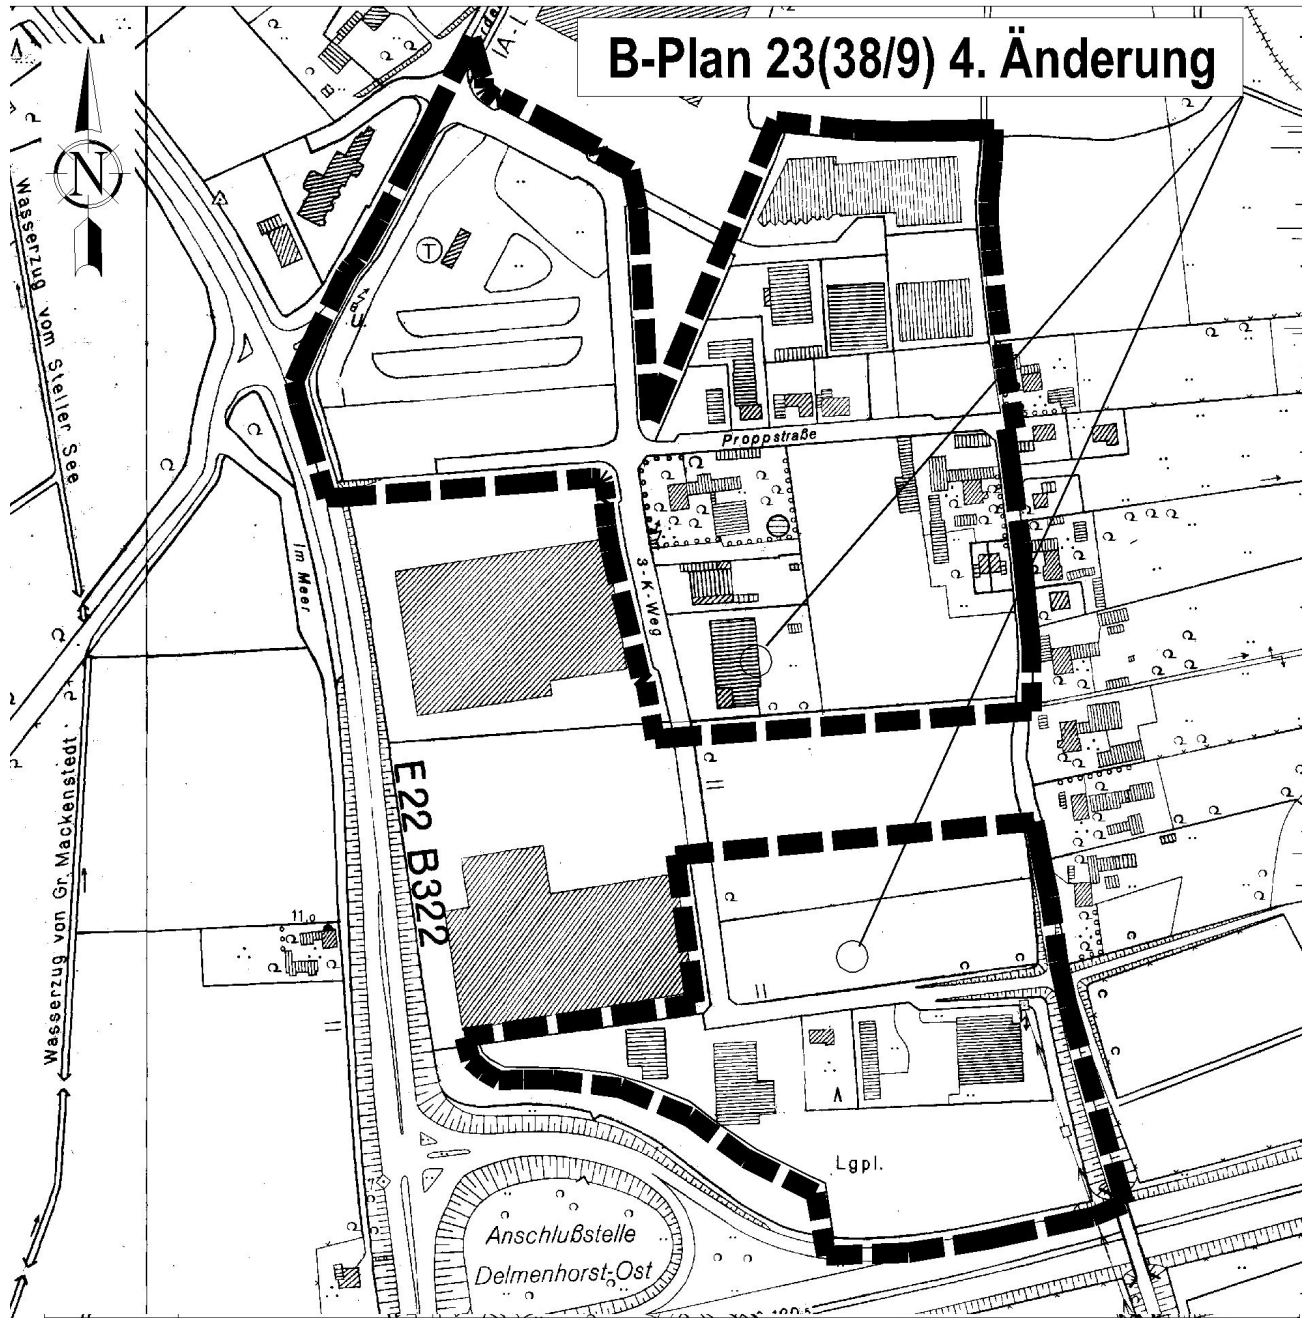 B-Plan 23(38/9) 4. Änderung
N
T
Wasserzug vom Steller See
Proppstraße
Im Meer
3-K-Weg
E22 B322
Wasserzug von Gr. Mackenstedt
Lgpl.
Anschlußstelle
Delmenhorst-Ost